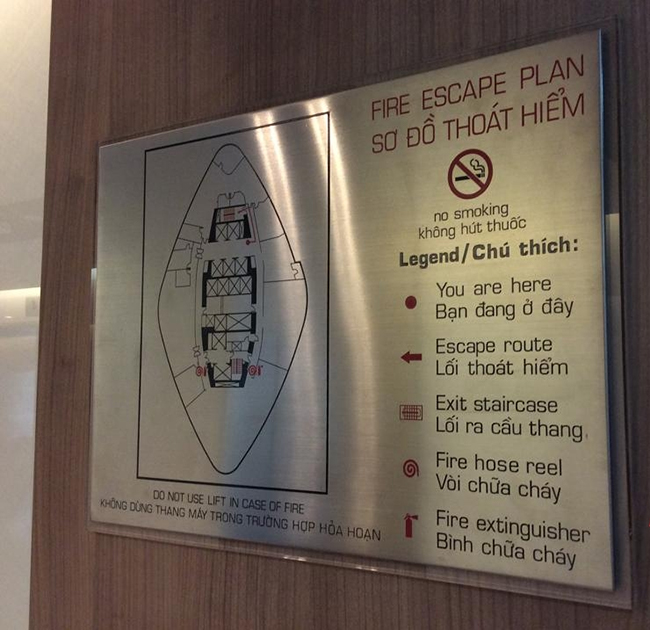 FIRE ESCAPE PLAN
SƠ ĐỒ THOÁT HIỂM
no smoking
không hút thuốc
Legend/Chú thích:
You are here
Bạn đang ở đây
Escape route
Lối thoát hiểm
Exit staircase
Lối ra cầu thang
Fire hose reel
Vòi chữa cháy
Fire extinguisher
Bình chữa cháy
DO NOT USE LIFT IN CASE OF FIRE
KHÔNG DÙNG THANG MÁY TRONG TRƯỜNG HỢP HỎA HOẠN